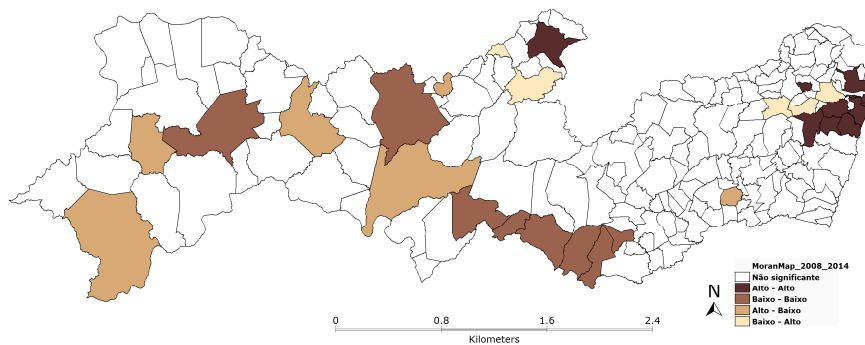 MoranMap_2008_2014
Não significante
Alto - Alto
Baixo - Baixo
Alto - Baixo
Baixo - Alto
N
0 0.8 1.6 2.4
Kilometers